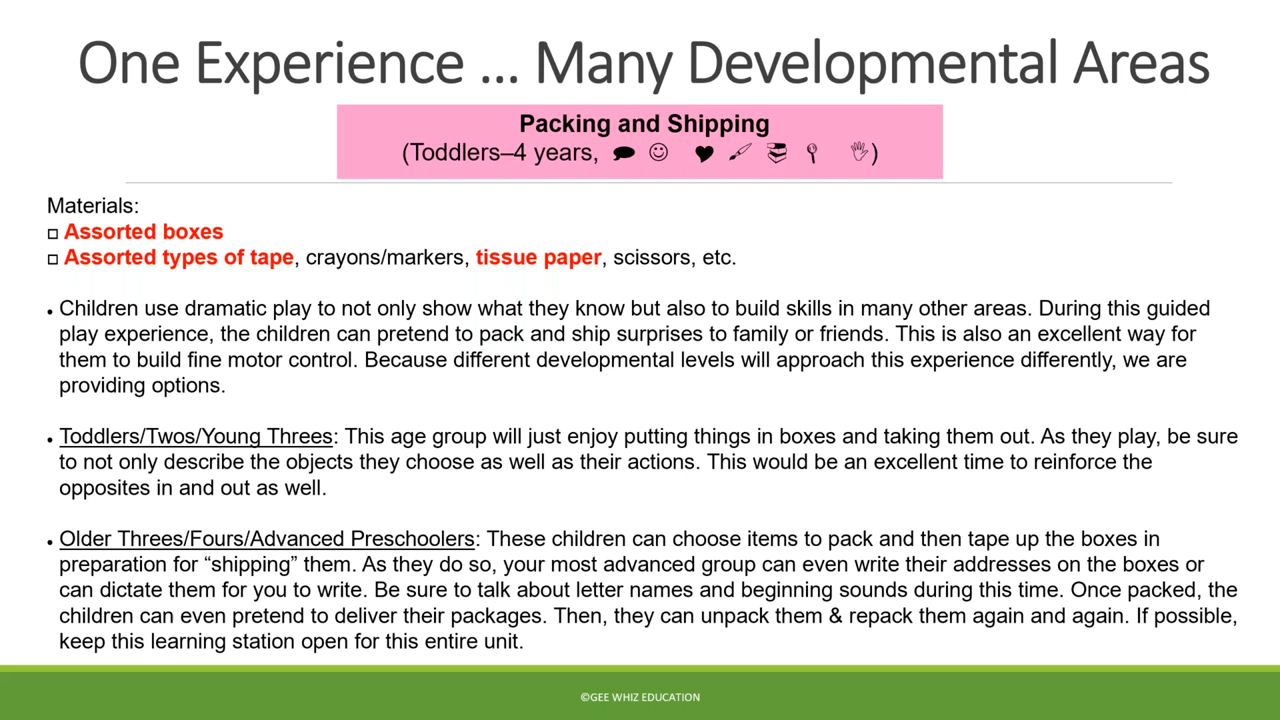 One Experience … Many Developmental Areas
Packing and Shipping
(Toddlers–4 years, )
Materials:
Assorted boxes
Assorted types of tape, crayons/markers, tissue paper, scissors, etc.
• Children use dramatic play to not only show what they know but also to build skills in many other areas. During this guided
play experience, the children can pretend to pack and ship surprises to family or friends. This is also an excellent way for
them to build fine motor control. Because different developmental levels will approach this experience differently, we are
providing options.
• Toddlers/Twos/Young Threes: This age group will just enjoy putting things in boxes and taking them out. As they play, be sure
to not only describe the objects they choose as well as their actions. This would be an excellent time to reinforce the
opposites in and out as well.
• Older Threes/Fours/Advanced Preschoolers: These children can choose items to pack and then tape up the boxes in
preparation for “shipping” them. As they do so, your most advanced group can even write their addresses on the boxes or
can dictate them for you to write. Be sure to talk about letter names and beginning sounds during this time. Once packed, the
children can even pretend to deliver their packages. Then, they can unpack them & repack them again and again. If possible,
keep this learning station open for this entire unit.
©GEE WHIZ EDUCATION